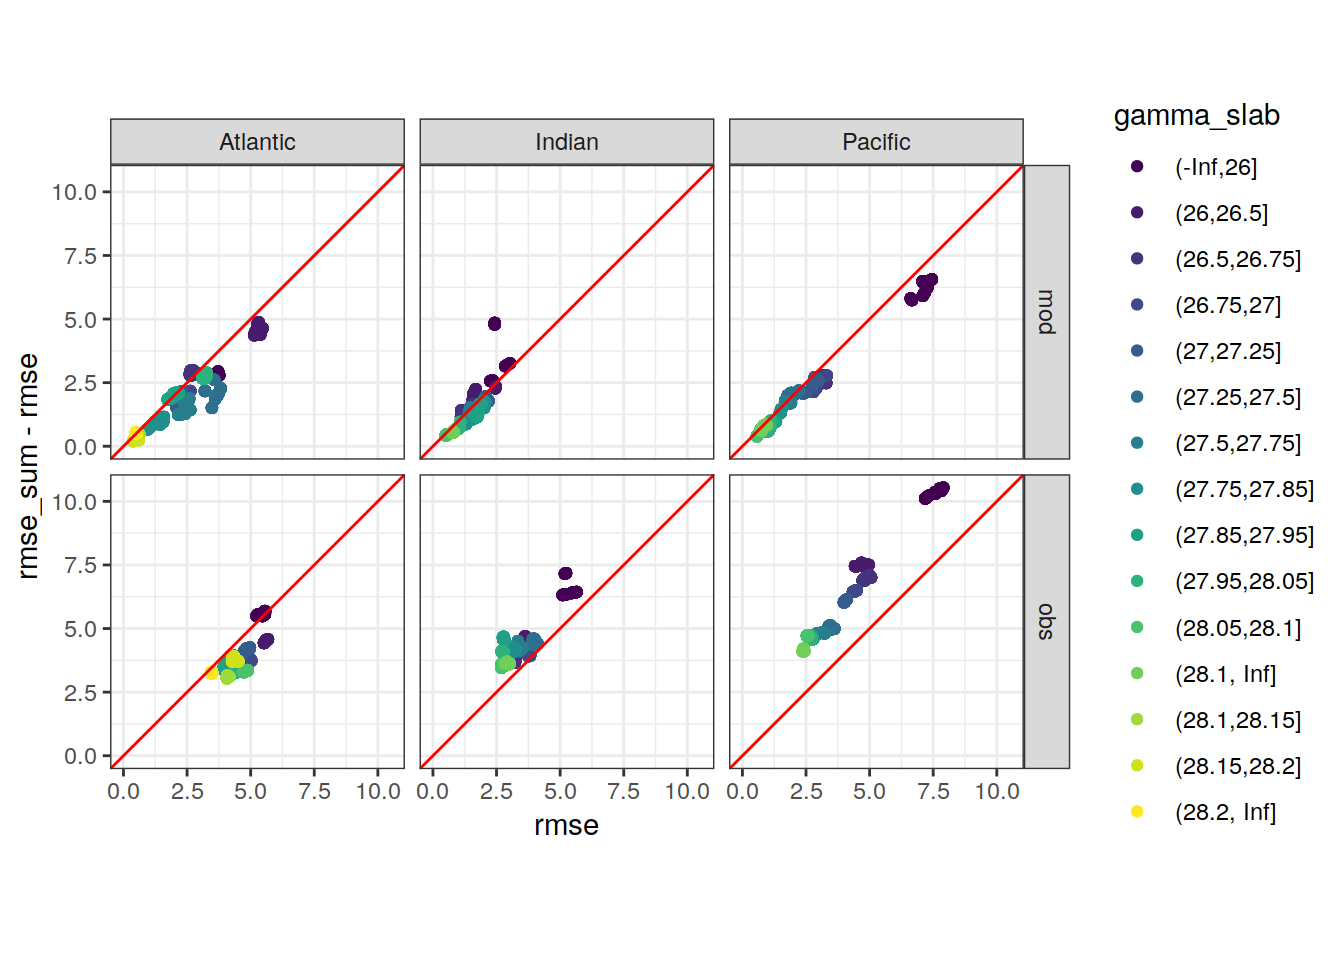 Atlantic
Indian
Pacific
10.0
7.5
5.0
2.5
0.0
mod
10.0
7.5
5.0
2.5
0.0
obs
0.0 2.5 5.0 7.5 10.0
0.0 2.5 5.0 7.5 10.0
0.0 2.5 5.0 7.5 10.0
rmse
rmse_sum - rmse
gamma_slab
(-Inf,26]
(26,26.5]
(26.5,26.75]
(26.75,27]
(27,27.25]
(27.25,27.5]
(27.5,27.75]
(27.75,27.85]
(27.85,27.95]
(27.95,28.05]
(28.05,28.1]
(28.1, Inf]
(28.1,28.15]
(28.15,28.2]
(28.2, Inf]